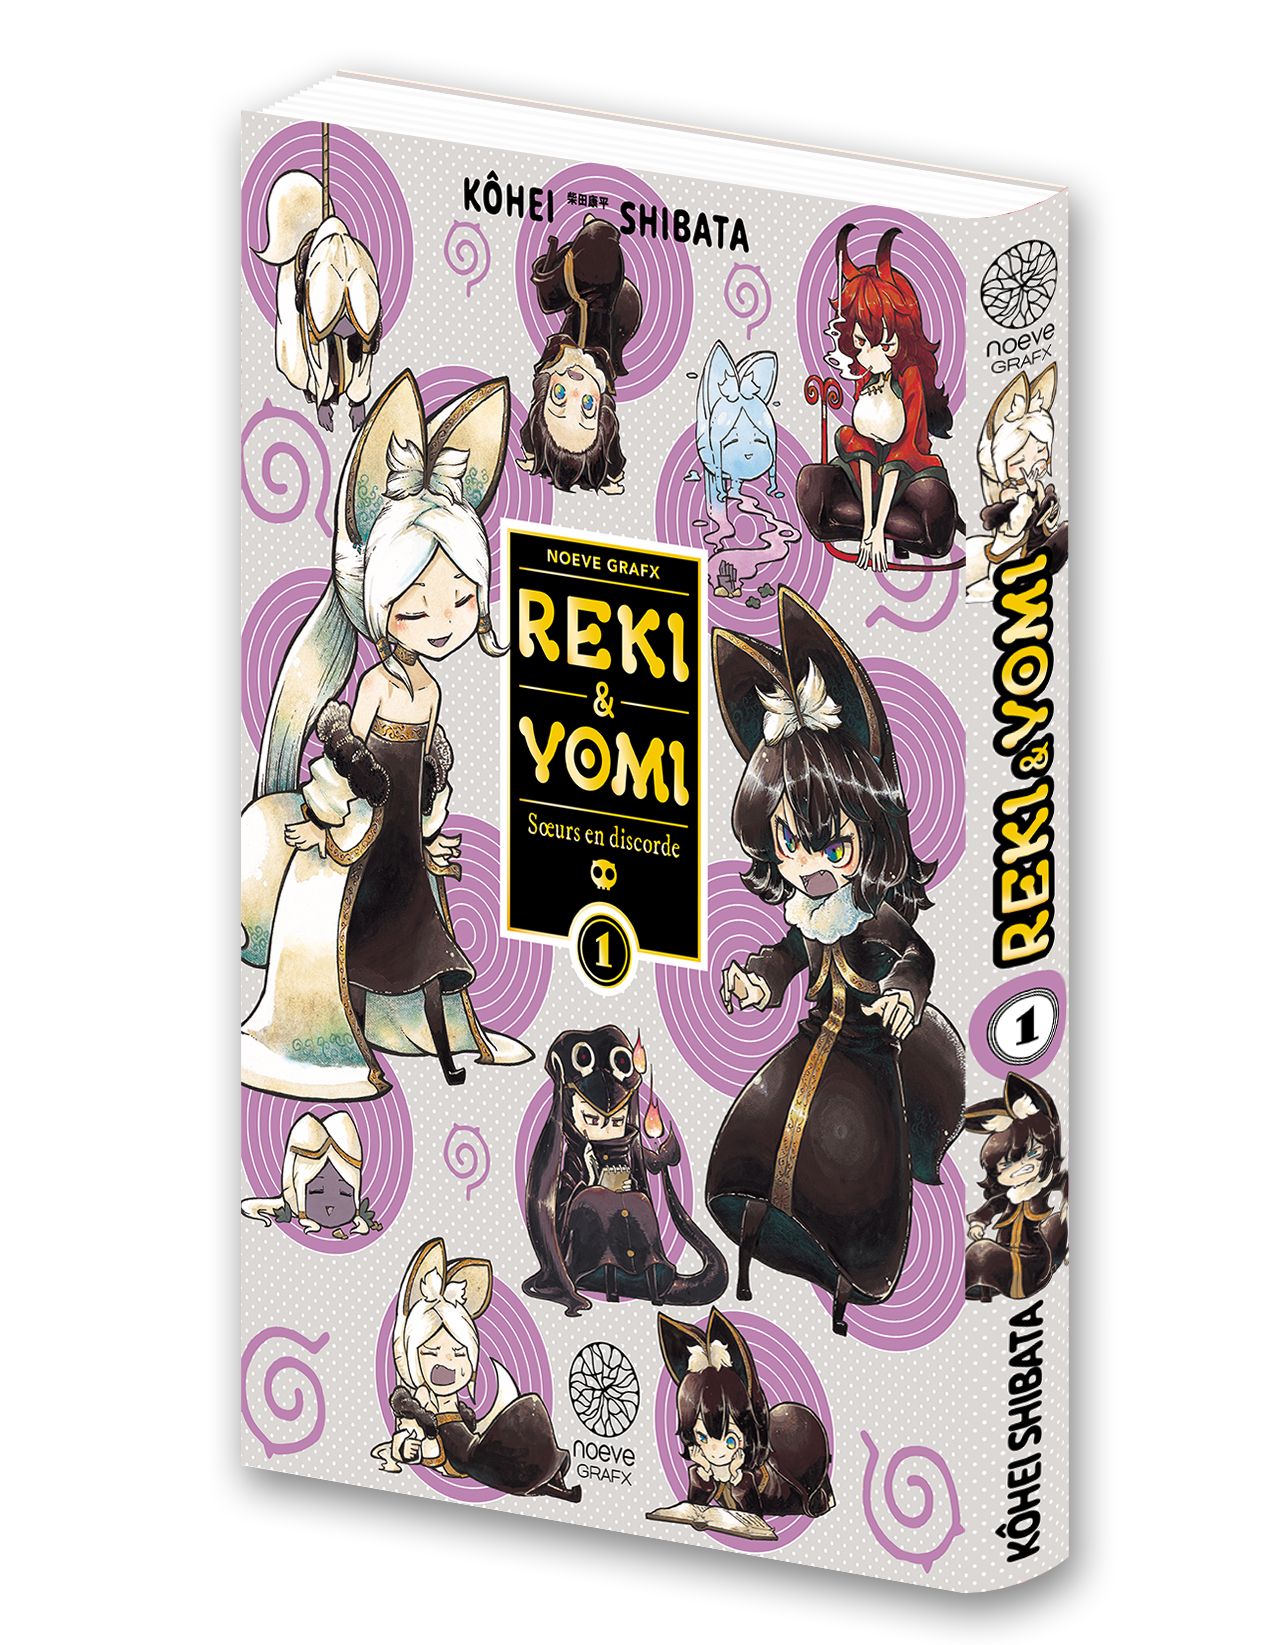 KÔHEI 柴田康平 SHIBATA
NOEVE GRAFX
REKI
&
YOMI
Sœurs en discorde
1
noeve
GRAFX
noeve
GRAFX
REKI & YOMI
1
KÔHEI SHIBATA